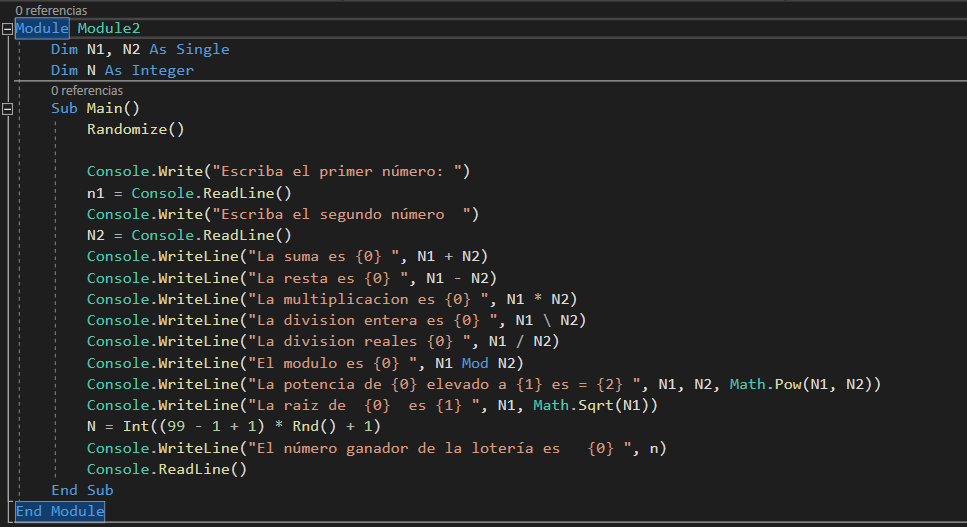 0 referencias
Module Module2
Dim N1, N2 As Single
Dim N As Integer
0 referencias
Sub Main()
Randomize()
Console.Write("Escriba el primer número: ")
n1 = Console.ReadLine()
Console.Write("Escriba el segundo número  ")
N2 = Console.ReadLine()
Console.WriteLine("La suma es {0} ", N1 + N2)
Console.WriteLine("La resta es {0} ", N1 - N2)
Console.WriteLine("La multiplicacion es {0} ", N1 * N2)
Console.WriteLine("La division entera es {0} ", N1 \ N2)
Console.WriteLine("La division reales {0} ", N1 / N2)
Console.WriteLine("El modulo es {0} ", N1 Mod N2)
Console.WriteLine("La potencia de {0} elevado a {1} es = {2} ", N1, N2, Math.Pow(N1, N2))
Console.WriteLine("La raiz de  {0}  es {1} ", N1, Math.Sqrt(N1))
N = Int((99 - 1 + 1) * Rnd() + 1)
Console.WriteLine("El número ganador de la lotería es   {0} ", n)
Console.ReadLine()
End Sub
End Module